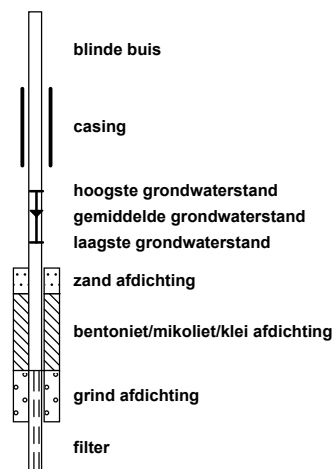 blinde buis
casing
hoogste grondwaterstand
gemiddelde grondwaterstand
laagste grondwaterstand
zand afdichting
bentoniet/mikoliet/klei afdichting
grind afdichting
filter